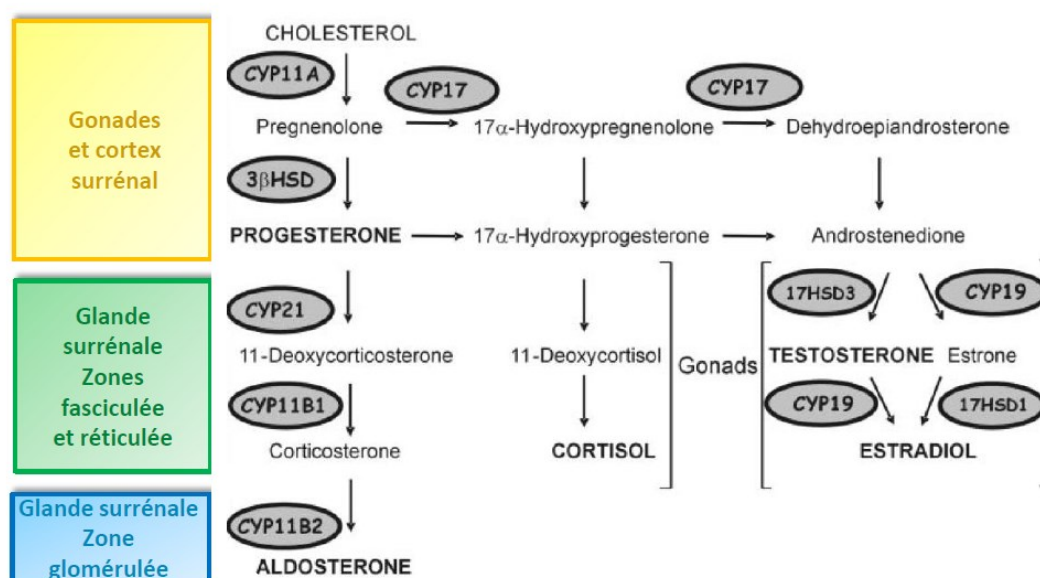 Gonades
et cortex
surrénal
Glande
surrénale
Zones
fasciculée
et réticulée
Glande surrénale
Zone
glomérulée
CHOLESTEROL
CYP11A
CYP17
CYP17
Pregnenolone
17α-Hydroxypregnenolone
Dehydroepiandrosterone
3βHSD
PROGESTERONE
17α-Hydroxyprogesterone
Androstenedione
CYP21
17HSD3
CYP19
11-Deoxycorticosterone
11-Deoxycortisol
Gonads
TESTOSTERONE
Estrone
CYP11B1
CYP19
17HSD1
Corticosterone
CORTISOL
ESTRADIOL
CYP11B2
ALDOSTERONE